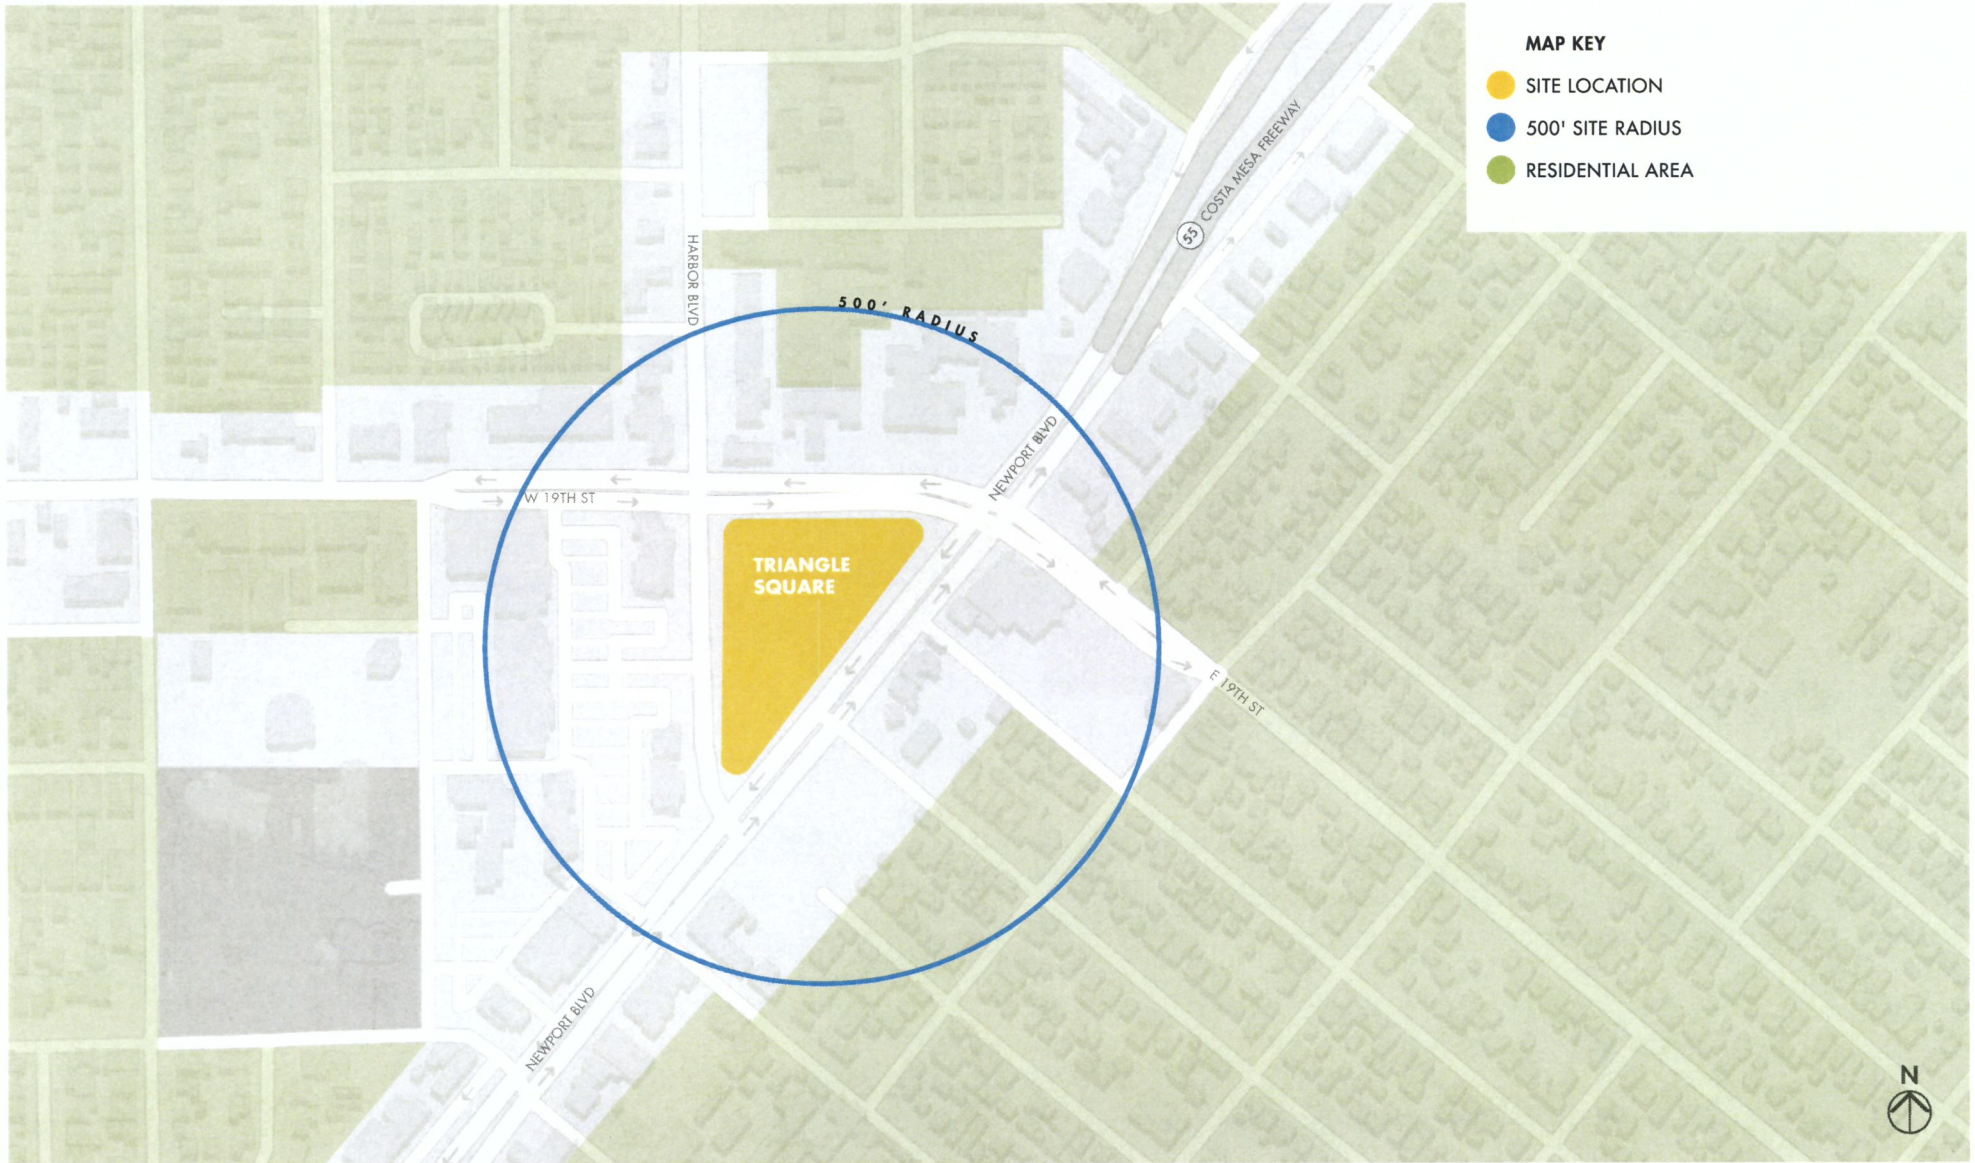 MAP KEY
SITE LOCATION
500' SITE RADIUS
RESIDENTIAL AREA
55
COSTA MESA FREEWAY
HARBOR BLVD
500' RADIUS
NEWPORT BLVD
W 19TH ST
TRIANGLE
SQUARE
E 19TH ST
NEWPORT BLVD
N